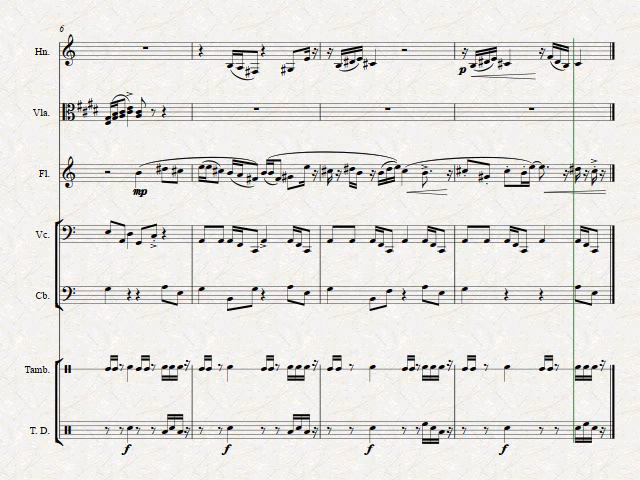 6
Hn.
p
Vla.
Fl.
mp
Vc.
Cb.
Tamb.
T. D.
f f f f